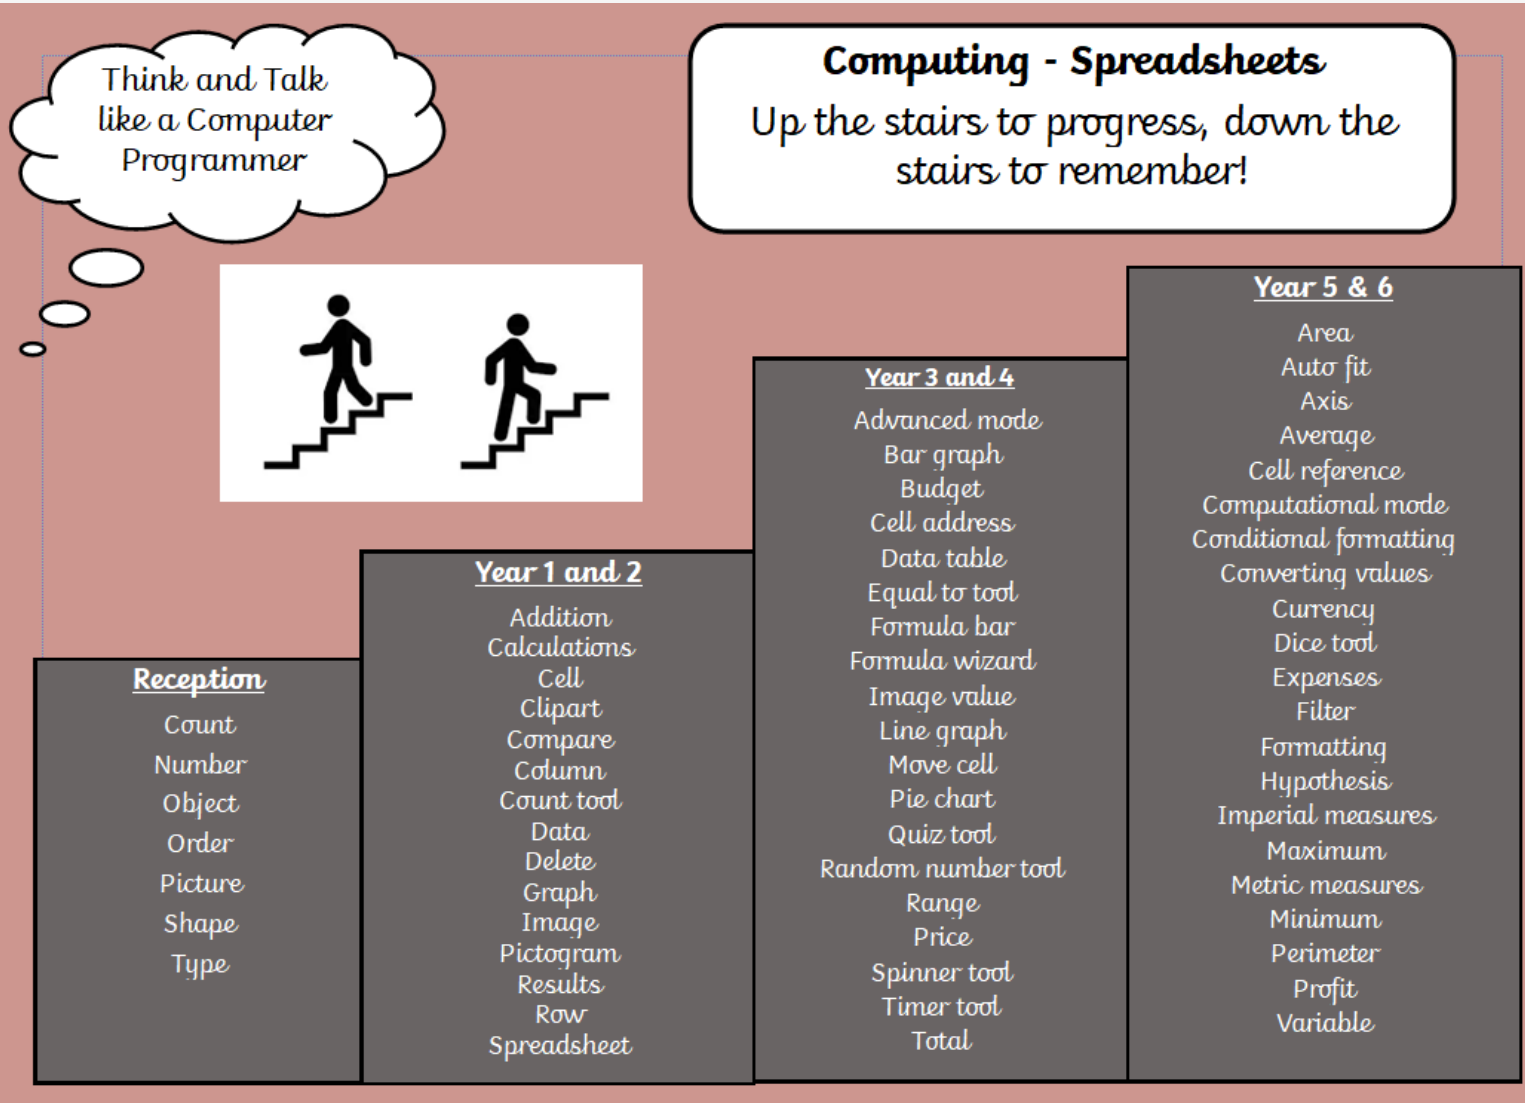 Think and Talk
like a Computer
Programmer
Computing - Spreadsheets
Up the stairs to progress, down the
stairs to remember!
Reception
Count
Number
Object
Order
Picture
Shape
Type
Year 1 and 2
Addition
Calculations
Cell
Clipart
Compare
Column
Count tool
Data
Delete
Graph
Image
Pictogram
Results
Row
Spreadsheet
Year 3 and 4
Advanced mode
Bar graph
Budget
Cell address
Data table
Equal to tool
Formula bar
Formula wizard
Image value
Line graph
Move cell
Pie chart
Quiz tool
Random number tool
Range
Price
Spinner tool
Timer tool
Total
Year 5 & 6
Area
Auto fit
Axis
Average
Cell reference
Computational mode
Conditional formatting
Converting values
Currency
Dice tool
Expenses
Filter
Formatting
Hypothesis
Imperial measures
Maximum
Metric measures
Minimum
Perimeter
Profit
Variable